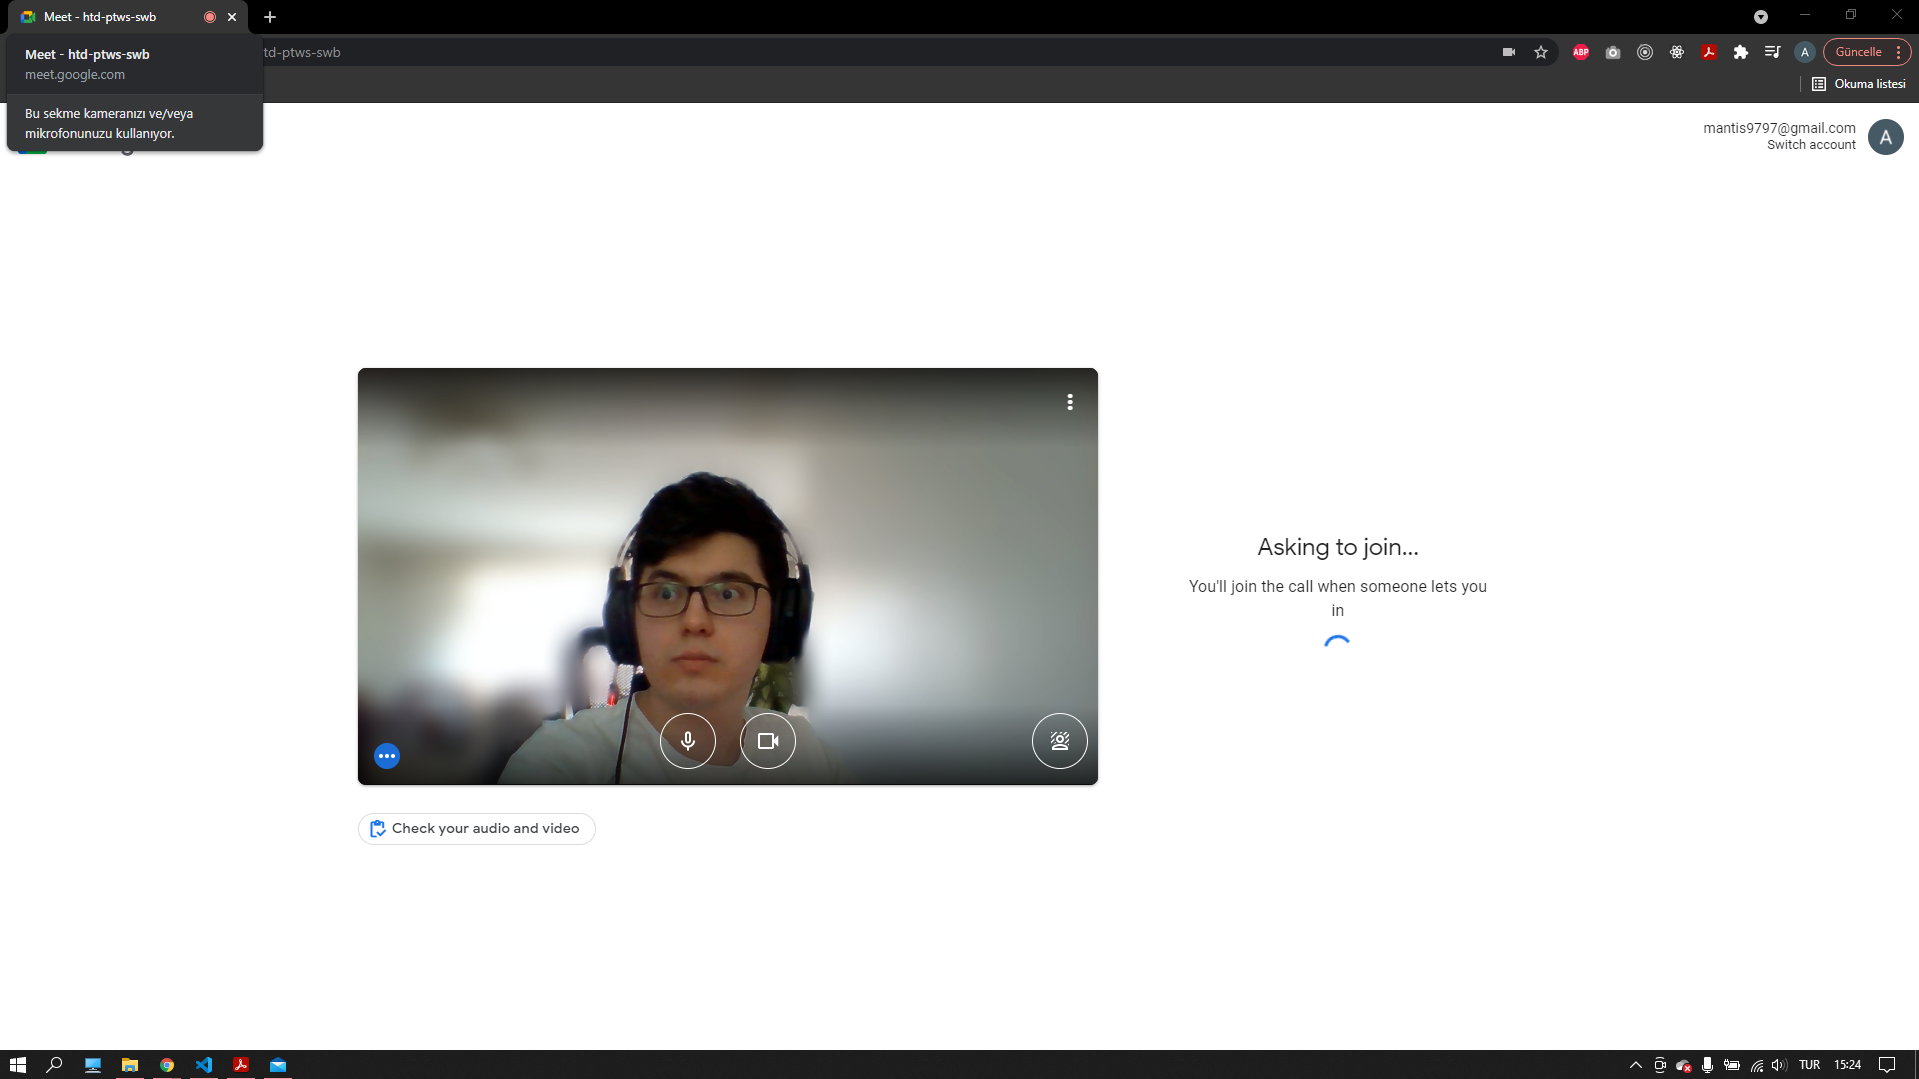 Meet - htd-ptws-swb
Meet - htd-ptws-swb
meet.google.com
td-ptws-swb
ABP
A
Güncelle
Okuma listesi
Bu sekme kameranızı ve/veya
mikrofonunuzu kullanıyor.
mantis9797@gmail.com
Switch account
A
Asking to join...
You'll join the call when someone lets you
in
Check your audio and video
TUR
15:24